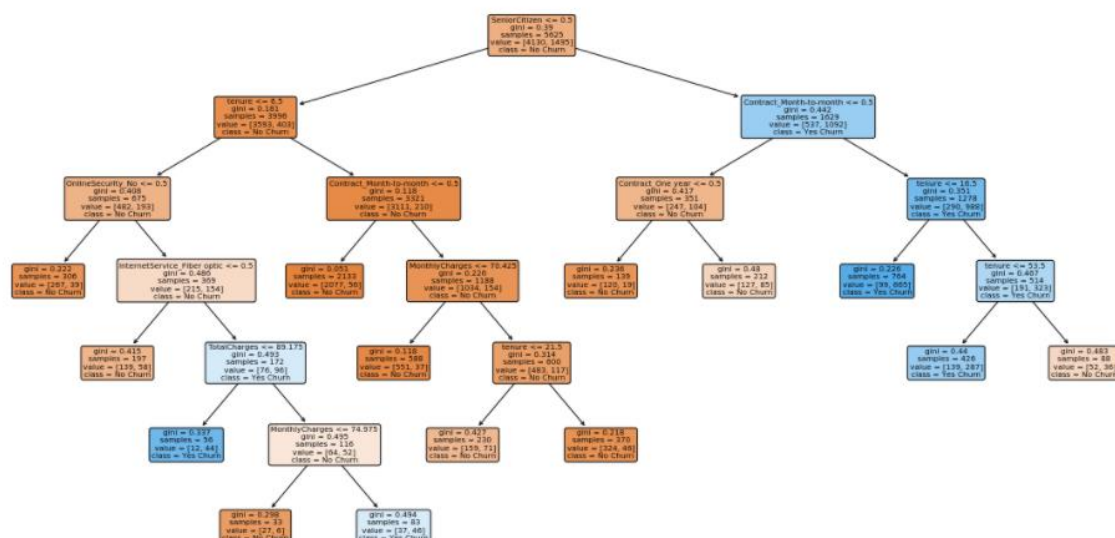 SeniorCitizen <= 0.5
gini = 0.39
samples = 5625
value = [4130, 1495]
class = No Churn
tenure <= 6.5
gini = 0.181
samples = 3996
value = [3593, 403]
class = No Churn
Contract_Month-to-month <= 0.5
gini = 0.442
samples = 1629
value = [537, 1092]
class = Yes Churn
OnlineSecurity_No <= 0.5
gini = 0.408
samples = 675
value = [482, 193]
class = No Churn
Contract_Month-to-month <= 0.5
gini = 0.118
samples = 3321
value = [3111, 210]
class = No Churn
Contract_One year <= 0.5
gini = 0.417
samples = 351
value = [247, 104]
class = No Churn
tenure <= 16.5
gini = 0.351
samples = 1278
value = [290, 988]
class = Yes Churn
gini = 0.222
samples = 306
value = [267, 39]
class = No Churn
InternetService_Fiber optic <= 0.5
gini = 0.486
samples = 369
value = [215, 154]
class = No Churn
gini = 0.051
samples = 2133
value = [2077, 56]
class = No Churn
MonthlyCharges <= 70.425
gini = 0.226
samples = 1188
value = [1034, 154]
class = No Churn
gini = 0.236
samples = 139
value = [120, 19]
class = No Churn
gini = 0.48
samples = 212
value = [127, 85]
class = No Churn
gini = 0.226
samples = 764
value = [99, 665]
class = Yes Churn
tenure <= 53.5
gini = 0.467
samples = 514
value = [191, 323]
class = Yes Churn
gini = 0.415
samples = 197
value = [139, 58]
class = No Churn
TotalCharges <= 89.175
gini = 0.493
samples = 172
value = [76, 96]
class = Yes Churn
gini = 0.118
samples = 588
value = [551, 37]
class = No Churn
tenure <= 21.5
gini = 0.314
samples = 600
value = [483, 117]
class = No Churn
gini = 0.44
samples = 426
value = [139, 287]
class = Yes Churn
gini = 0.483
samples = 88
value = [52, 36]
class = No Churn
gini = 0.337
samples = 56
value = [12, 44]
class = Yes Churn
MonthlyCharges <= 74.975
gini = 0.495
samples = 116
value = [64, 52]
class = No Churn
gini = 0.427
samples = 230
value = [159, 71]
class = No Churn
gini = 0.218
samples = 370
value = [324, 46]
class = No Churn
gini = 0.298
samples = 33
value = [27, 6]
class = No Churn
gini = 0.494
samples = 83
value = [37, 46]
class = Yes Churn